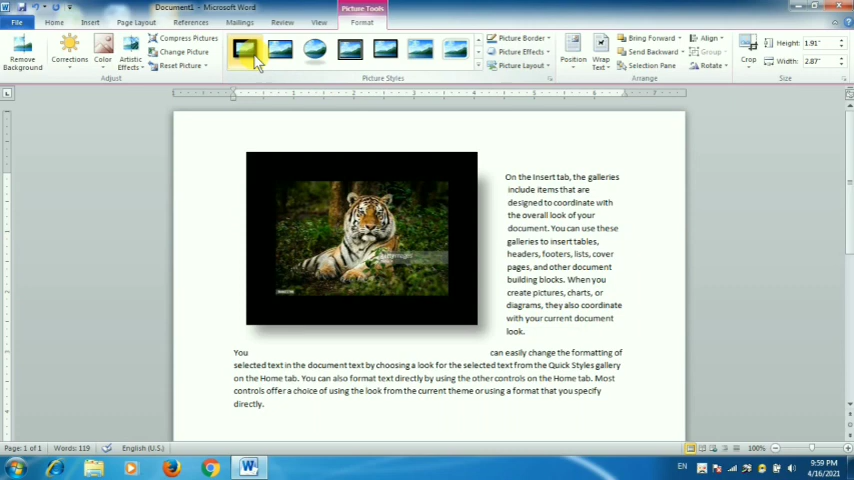 Document1 - Microsoft Word
Picture Tools
File Home Insert Page Layout References Mailings Review View Format
Remove Background
Corrections
Color
Artistic Effects
Compress Pictures
Change Picture
Reset Picture
Adjust
Picture Styles
Picture Border
Picture Effects
Picture Layout
Position
Wrap Text
Bring Forward
Send Backward
Selection Pane
Align
Group
Rotate
Arrange
Crop
Height: 1.91"
Width: 2.87"
Size
On the Insert tab, the galleries
include items that are
designed to coordinate with
the overall look of your
document. You can use these
galleries to insert tables,
headers, footers, lists, cover
pages, and other document
building blocks. When you
create pictures, charts, or
diagrams, they also coordinate
with your current document
look.
You can easily change the formatting of
selected text in the document text by choosing a look for the selected text from the Quick Styles gallery
on the Home tab. You can also format text directly by using the other controls on the Home tab. Most
controls offer a choice of using the look from the current theme or using a format that you specify
directly.
Page: 1 of 1 Words: 119 English (U.S.) 100%
EN 9:59 PM
4/16/2021